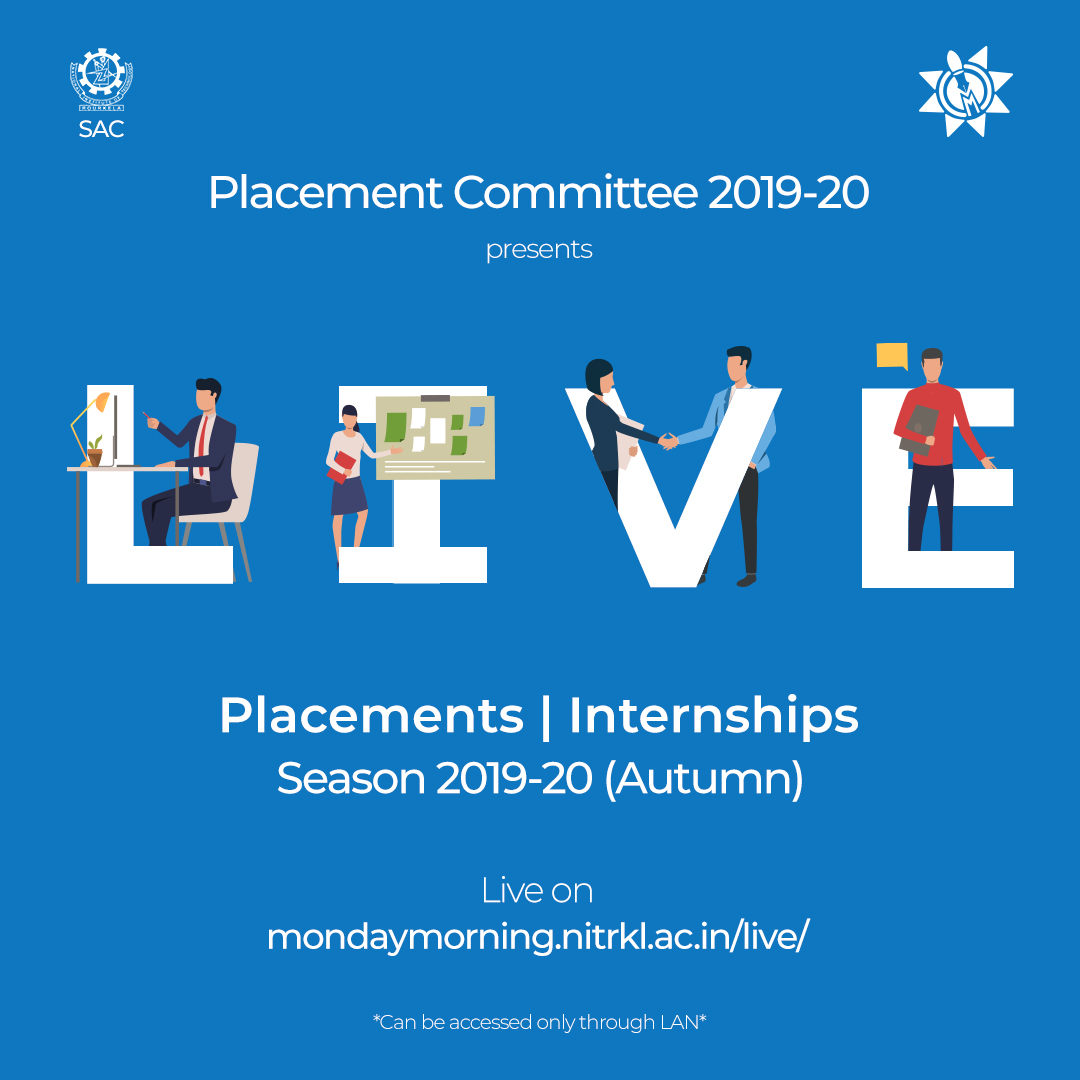 ROURKELA
SAC
Placement Committee 2019-20
presents
LIVE
Placements | Internships
Season 2019-20 (Autumn)
Live on
mondaymorning.nitrkl.ac.in/live/
*Can be accessed only through LAN*